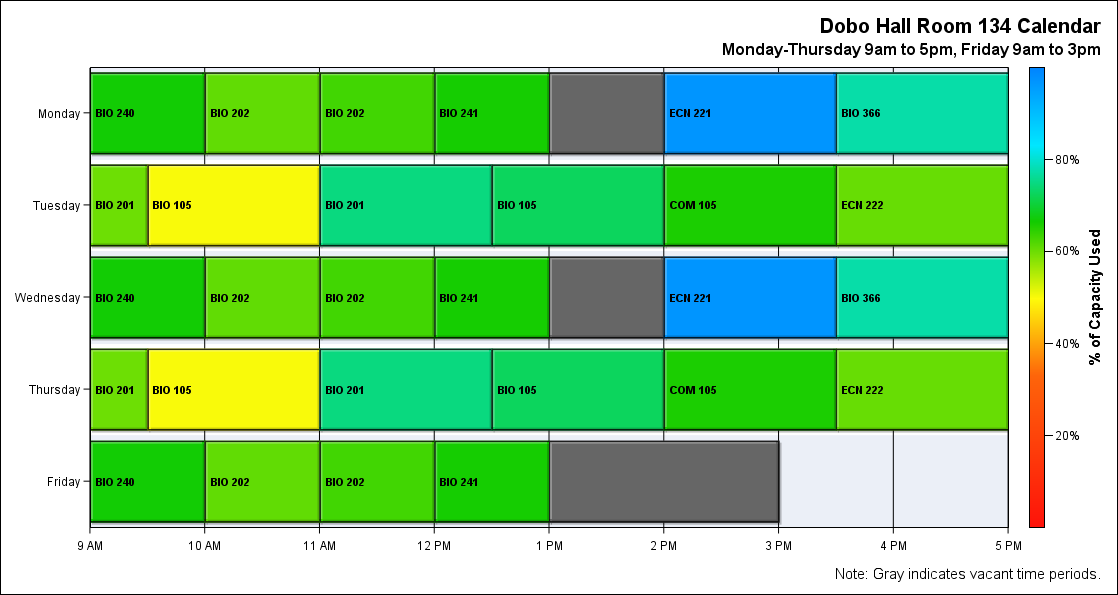 Dobo Hall Room 134 Calendar
Monday-Thursday 9am to 5pm, Friday 9am to 3pm
Monday
BIO 240
BIO 202
BIO 202
BIO 241
ECN 221
BIO 366
Tuesday
BIO 201
BIO 105
BIO 201
BIO 105
COM 105
ECN 222
Wednesday
BIO 240
BIO 202
BIO 202
BIO 241
ECN 221
BIO 366
Thursday
BIO 201
BIO 105
BIO 201
BIO 105
COM 105
ECN 222
Friday
BIO 240
BIO 202
BIO 202
BIO 241
9 AM
10 AM
11 AM
12 PM
1 PM
2 PM
3 PM
4 PM
5 PM
80%
60%
40%
20%
% of Capacity Used
Note: Gray indicates vacant time periods.